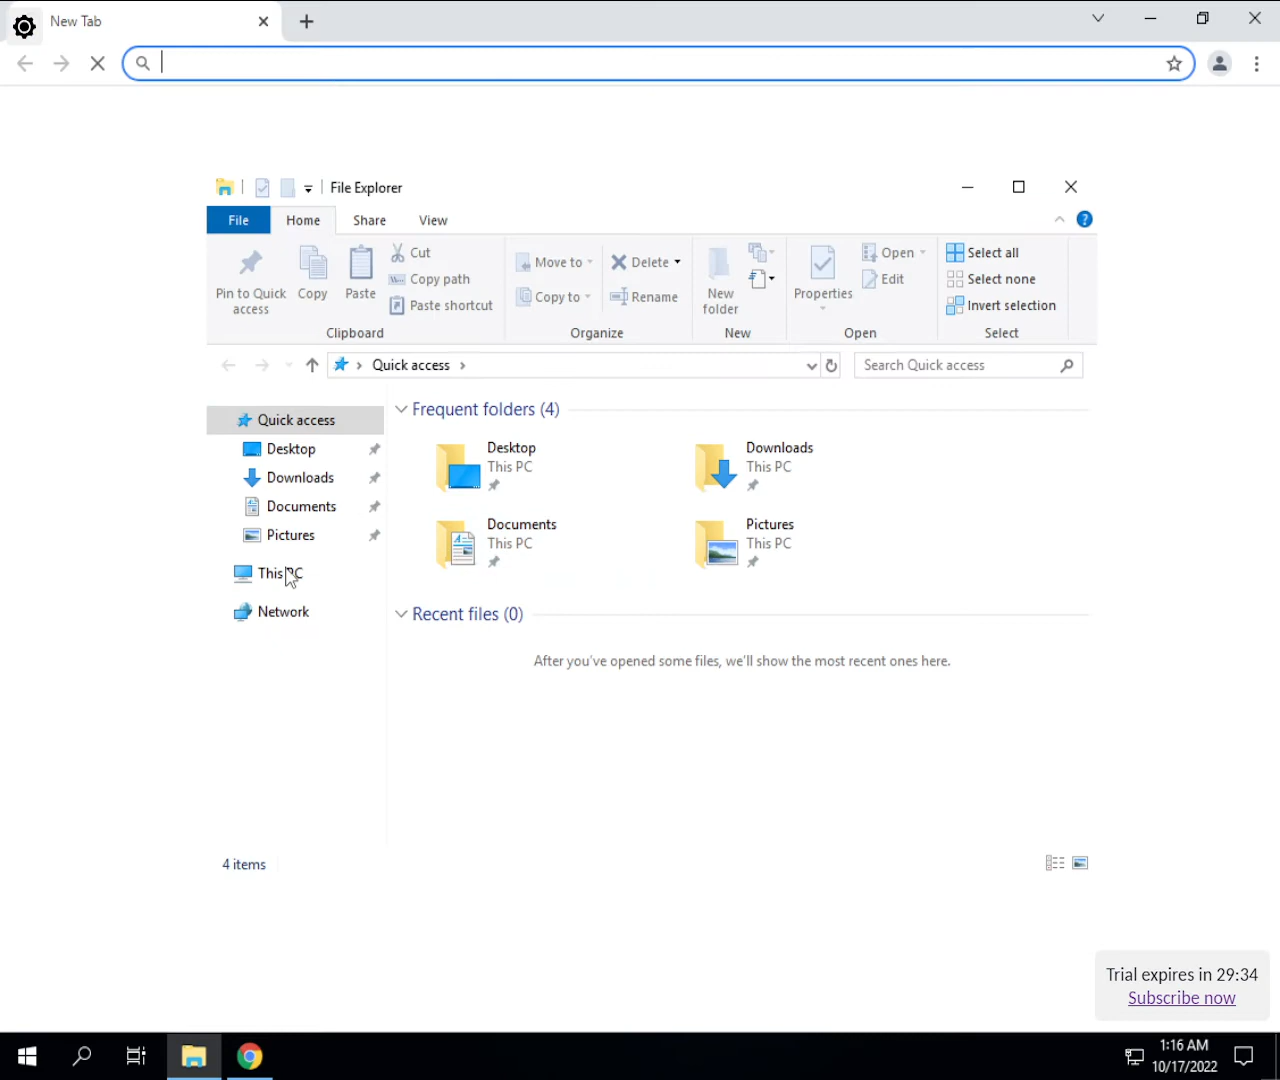 New Tab
File Explorer
File Home Share View
Pin to Quick access
Copy
Paste
Cut
Copy path
Paste shortcut
Clipboard
Move to
Copy to
Delete
Rename
Organize
New folder
New
Properties
Open
Edit
Open
Select all
Select none
Invert selection
Select
Quick access
Search Quick access
Quick access
Desktop
Downloads
Documents
Pictures
This PC
Network
Frequent folders (4)
Desktop
This PC
Downloads
This PC
Documents
This PC
Pictures
This PC
Recent files (0)
After you've opened some files, we'll show the most recent ones here.
4 items
Trial expires in 29:34
Subscribe now
1:16 AM
10/17/2022